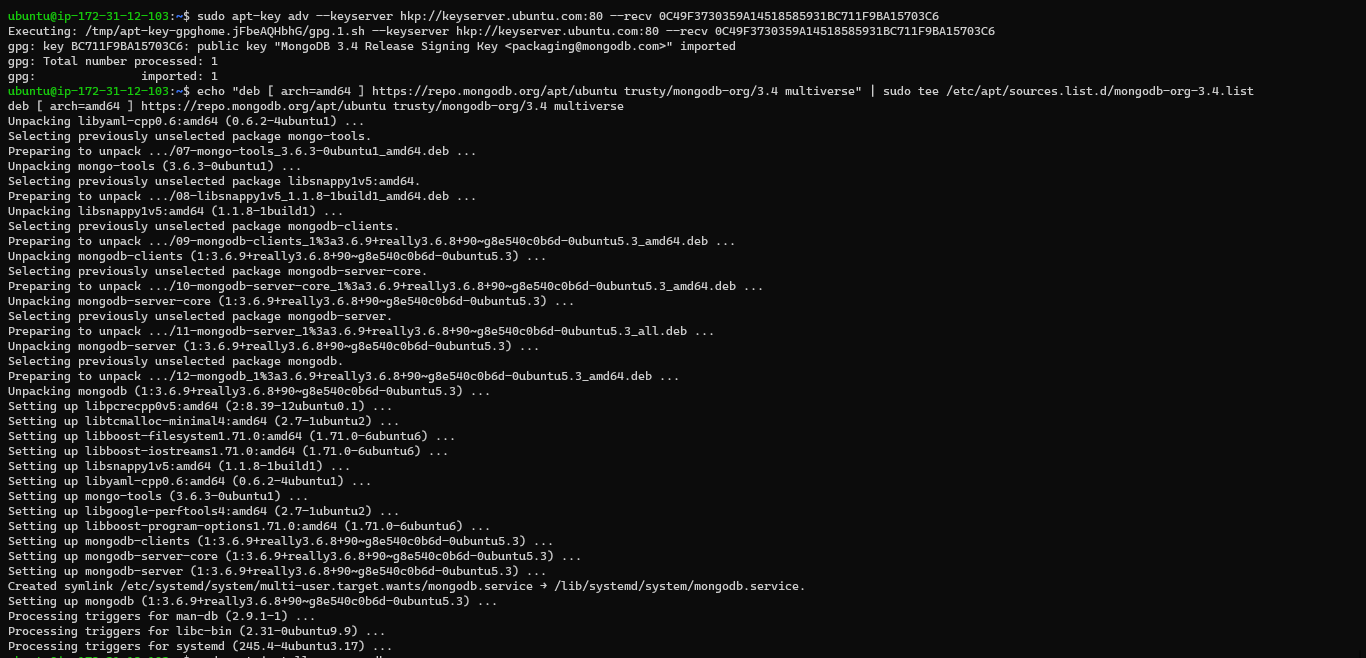 ubuntu@ip-172-31-12-103:~$ sudo apt-key adv --keyserver hkp://keyserver.ubuntu.com:80 --recv 0C49F3730359A14518585931BC711F9BA15703C6
Executing: /tmp/apt-key-gpghome.jFbeAQHbhG/gpg.1.sh --keyserver hkp://keyserver.ubuntu.com:80 --recv 0C49F3730359A14518585931BC711F9BA15703C6
gpg: key BC711F9BA15703C6: public key "MongoDB 3.4 Release Signing Key <packaging@mongodb.com>" imported
gpg: Total number processed: 1
gpg:               imported: 1
ubuntu@ip-172-31-12-103:~$ echo "deb [ arch=amd64 ] https://repo.mongodb.org/apt/ubuntu trusty/mongodb-org/3.4 multiverse" | sudo tee /etc/apt/sources.list.d/mongodb-org-3.4.list
deb [ arch=amd64 ] https://repo.mongodb.org/apt/ubuntu trusty/mongodb-org/3.4 multiverse
Unpacking libyaml-cpp0.6:amd64 (0.6.2-4ubuntu1) ...
Selecting previously unselected package mongo-tools.
Preparing to unpack .../07-mongo-tools_3.6.3-0ubuntu1_amd64.deb ...
Unpacking mongo-tools (3.6.3-0ubuntu1) ...
Selecting previously unselected package libsnappy1v5:amd64.
Preparing to unpack .../08-libsnappy1v5_1.1.8-1build1_amd64.deb ...
Unpacking libsnappy1v5:amd64 (1.1.8-1build1) ...
Selecting previously unselected package mongodb-clients.
Preparing to unpack .../09-mongodb-clients_1%3a3.6.9+really3.6.8+90~g8e540c0b6d-0ubuntu5.3_amd64.deb ...
Unpacking mongodb-clients (1:3.6.9+really3.6.8+90~g8e540c0b6d-0ubuntu5.3) ...
Selecting previously unselected package mongodb-server-core.
Preparing to unpack .../10-mongodb-server-core_1%3a3.6.9+really3.6.8+90~g8e540c0b6d-0ubuntu5.3_amd64.deb ...
Unpacking mongodb-server-core (1:3.6.9+really3.6.8+90~g8e540c0b6d-0ubuntu5.3) ...
Selecting previously unselected package mongodb-server.
Preparing to unpack .../11-mongodb-server_1%3a3.6.9+really3.6.8+90~g8e540c0b6d-0ubuntu5.3_all.deb ...
Unpacking mongodb-server (1:3.6.9+really3.6.8+90~g8e540c0b6d-0ubuntu5.3) ...
Selecting previously unselected package mongodb.
Preparing to unpack .../12-mongodb_1%3a3.6.9+really3.6.8+90~g8e540c0b6d-0ubuntu5.3_amd64.deb ...
Unpacking mongodb (1:3.6.9+really3.6.8+90~g8e540c0b6d-0ubuntu5.3) ...
Setting up libpcrecpp0v5:amd64 (2:8.39-12ubuntu0.1) ...
Setting up libtcmalloc-minimal4:amd64 (2.7-1ubuntu2) ...
Setting up libboost-filesystem1.71.0:amd64 (1.71.0-6ubuntu6) ...
Setting up libboost-iostreams1.71.0:amd64 (1.71.0-6ubuntu6) ...
Setting up libsnappy1v5:amd64 (1.1.8-1build1) ...
Setting up libyaml-cpp0.6:amd64 (0.6.2-4ubuntu1) ...
Setting up mongo-tools (3.6.3-0ubuntu1) ...
Setting up libgoogle-perftools4:amd64 (2.7-1ubuntu2) ...
Setting up libboost-program-options1.71.0:amd64 (1.71.0-6ubuntu6) ...
Setting up mongodb-clients (1:3.6.9+really3.6.8+90~g8e540c0b6d-0ubuntu5.3) ...
Setting up mongodb-server-core (1:3.6.9+really3.6.8+90~g8e540c0b6d-0ubuntu5.3) ...
Setting up mongodb-server (1:3.6.9+really3.6.8+90~g8e540c0b6d-0ubuntu5.3) ...
Created symlink /etc/systemd/system/multi-user.target.wants/mongodb.service → /lib/systemd/system/mongodb.service.
Setting up mongodb (1:3.6.9+really3.6.8+90~g8e540c0b6d-0ubuntu5.3) ...
Processing triggers for man-db (2.9.1-1) ...
Processing triggers for libc-bin (2.31-0ubuntu9.9) ...
Processing triggers for systemd (245.4-4ubuntu3.17) ...